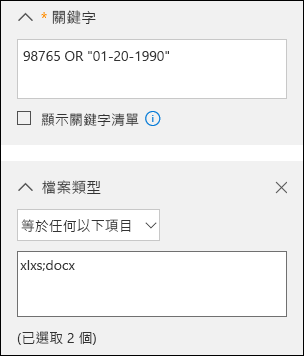 * 關鍵字
98765 OR "01-20-1990"
顯示關鍵字清單
檔案類型
等於任何以下項目
xlxs;docx
(已選取 2 個)